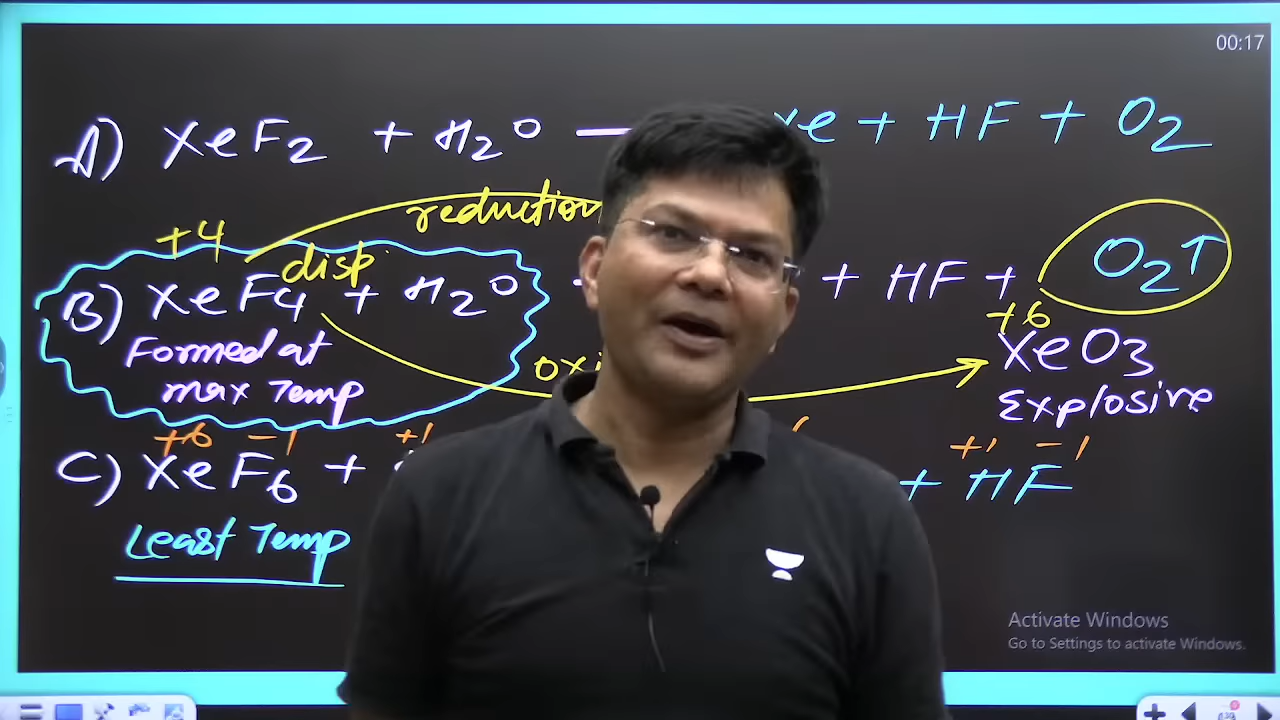 00:17
A) XeF2 + H2O — Xe + HF + O2
reduction
+4
disp
B) XeF4 + H2O + HF + O2↑
+6
Formed at XeO3
max Temp Explosive
+6 -1 +1 +1 -1
C) XeF6 + + HF
Least Temp
Activate Windows
Go to Settings to activate Windows.